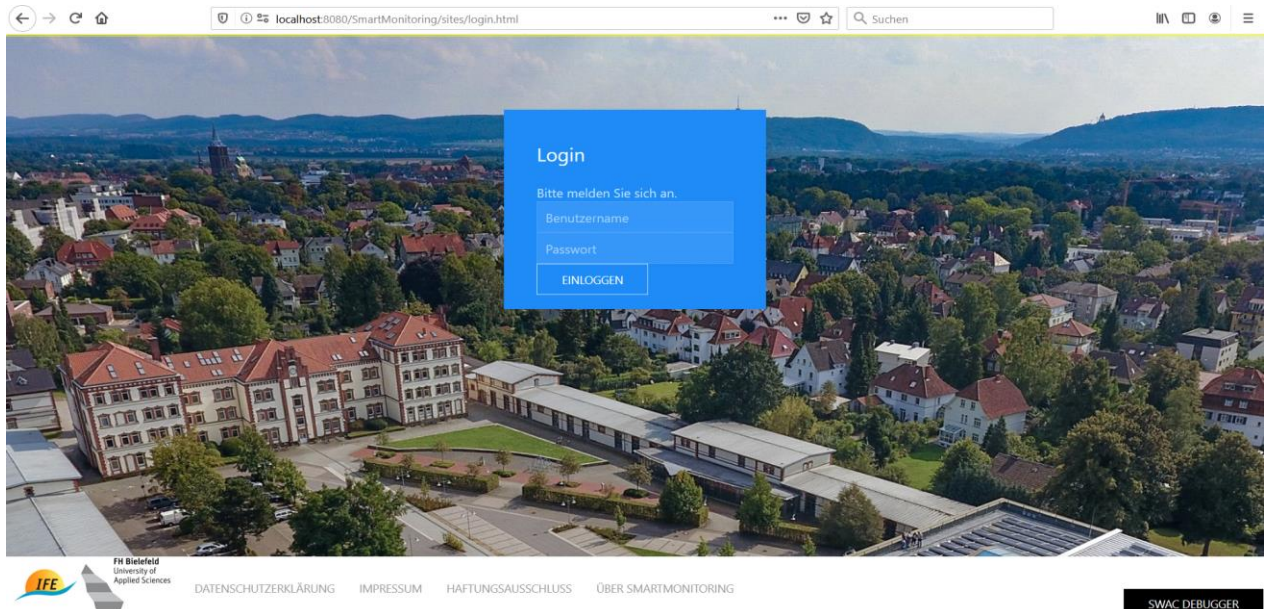 localhost:8080/SmartMonitoring/sites/login.html
Suchen
Login
Bitte melden Sie sich an.
Benutzername
Passwort
EINLOGGEN
IFE
FH Bielefeld
University of
Applied Sciences
DATENSCHUTZERKLÄRUNG IMPRESSUM HAFTUNGSAUSSCHLUSS ÜBER SMARTMONITORING
SWAC DEBUGGER